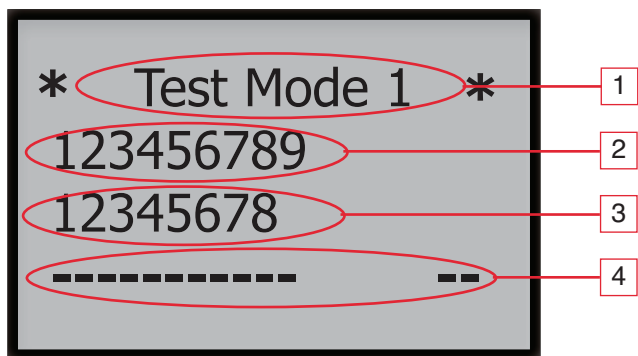 * Test Mode 1 * 1
123456789 2
12345678 3
----------- -- 4